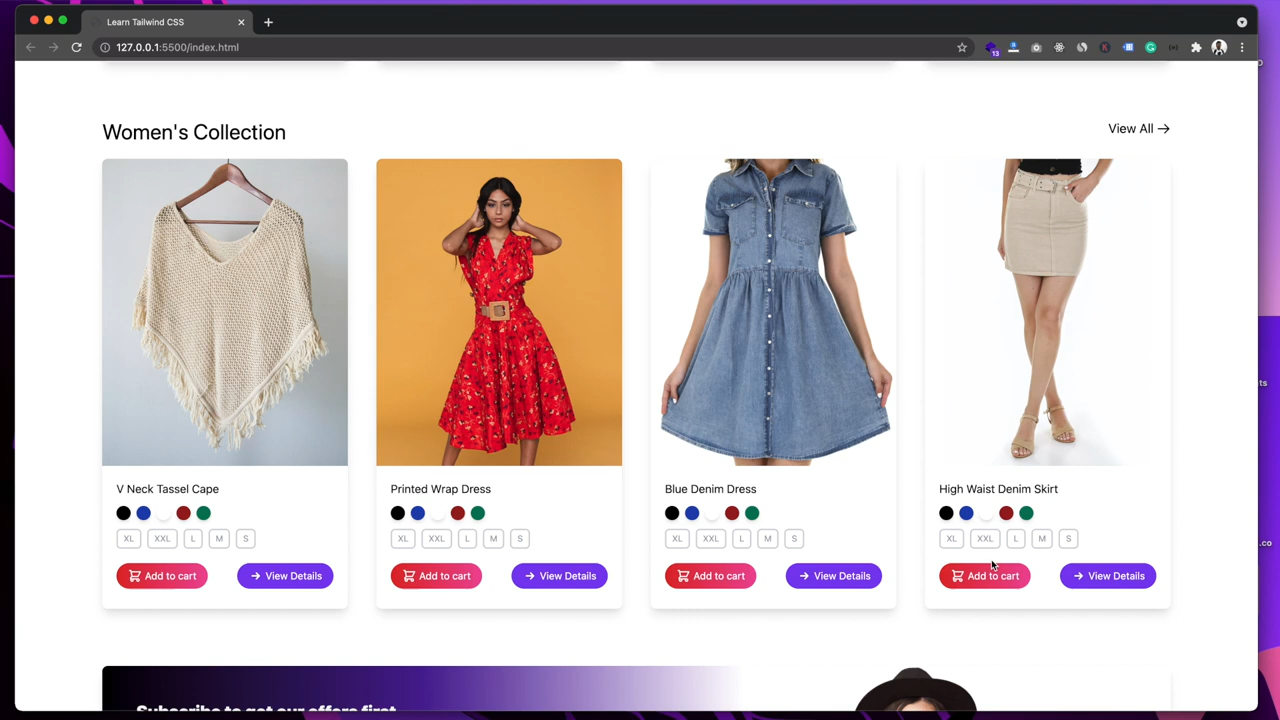 Learn Tailwind CSS
127.0.0.1:5500/index.html
13
Women's Collection
View All →
V Neck Tassel Cape
XL XXL L M S
Add to cart
→ View Details
Printed Wrap Dress
XL XXL L M S
Add to cart
→ View Details
Blue Denim Dress
XL XXL L M S
Add to cart
→ View Details
High Waist Denim Skirt
XL XXL L M S
Add to cart
→ View Details
Subscribe to get our offers first
ts
.co